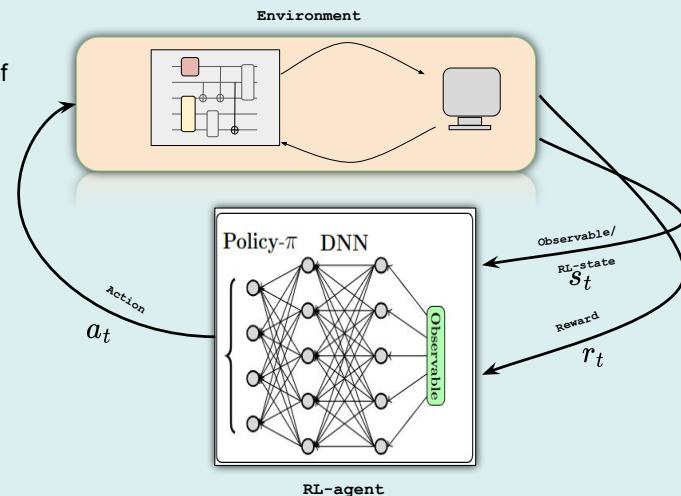 Environment
f
Policy-π DNN
Observable
Observable/
RL-state
s_t
Action
a_t
Reward
r_t
RL-agent